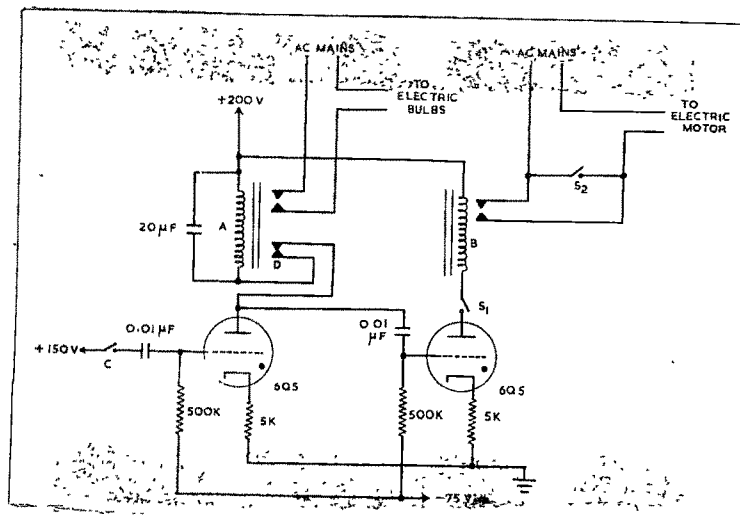 AC MAINS
AC MAINS
TO
ELECTRIC
BULBS
TO
ELECTRIC
MOTOR
+200 V
S2
20 µF
A
B
D
S1
0.01 µF
0.01
µF
+150V
C
6Q5
6Q5
500K
5K
500K
5K
-75 V